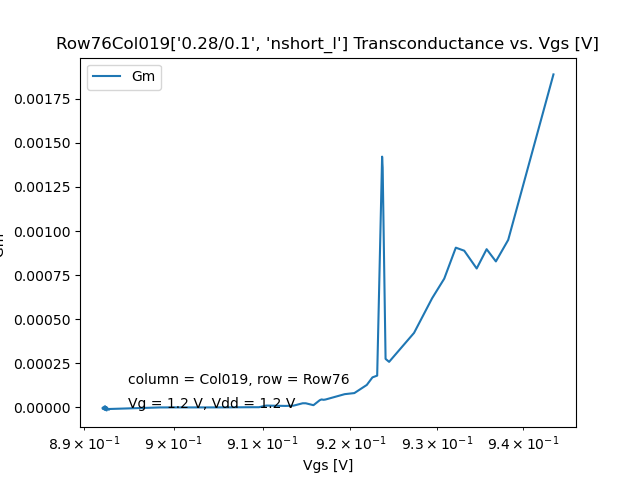 Row76Col019['0.28/0.1', 'nshort_l'] Transconductance vs. Vgs [V]
Gm
0.00175
0.00150
0.00125
0.00100
0.00075
0.00050
0.00025
0.00000
Gm
column = Col019, row = Row76
Vg = 1.2 V, Vdd = 1.2 V
8.9 × 10⁻¹ 9 × 10⁻¹ 9.1 × 10⁻¹ 9.2 × 10⁻¹ 9.3 × 10⁻¹ 9.4 × 10⁻¹
Vgs [V]